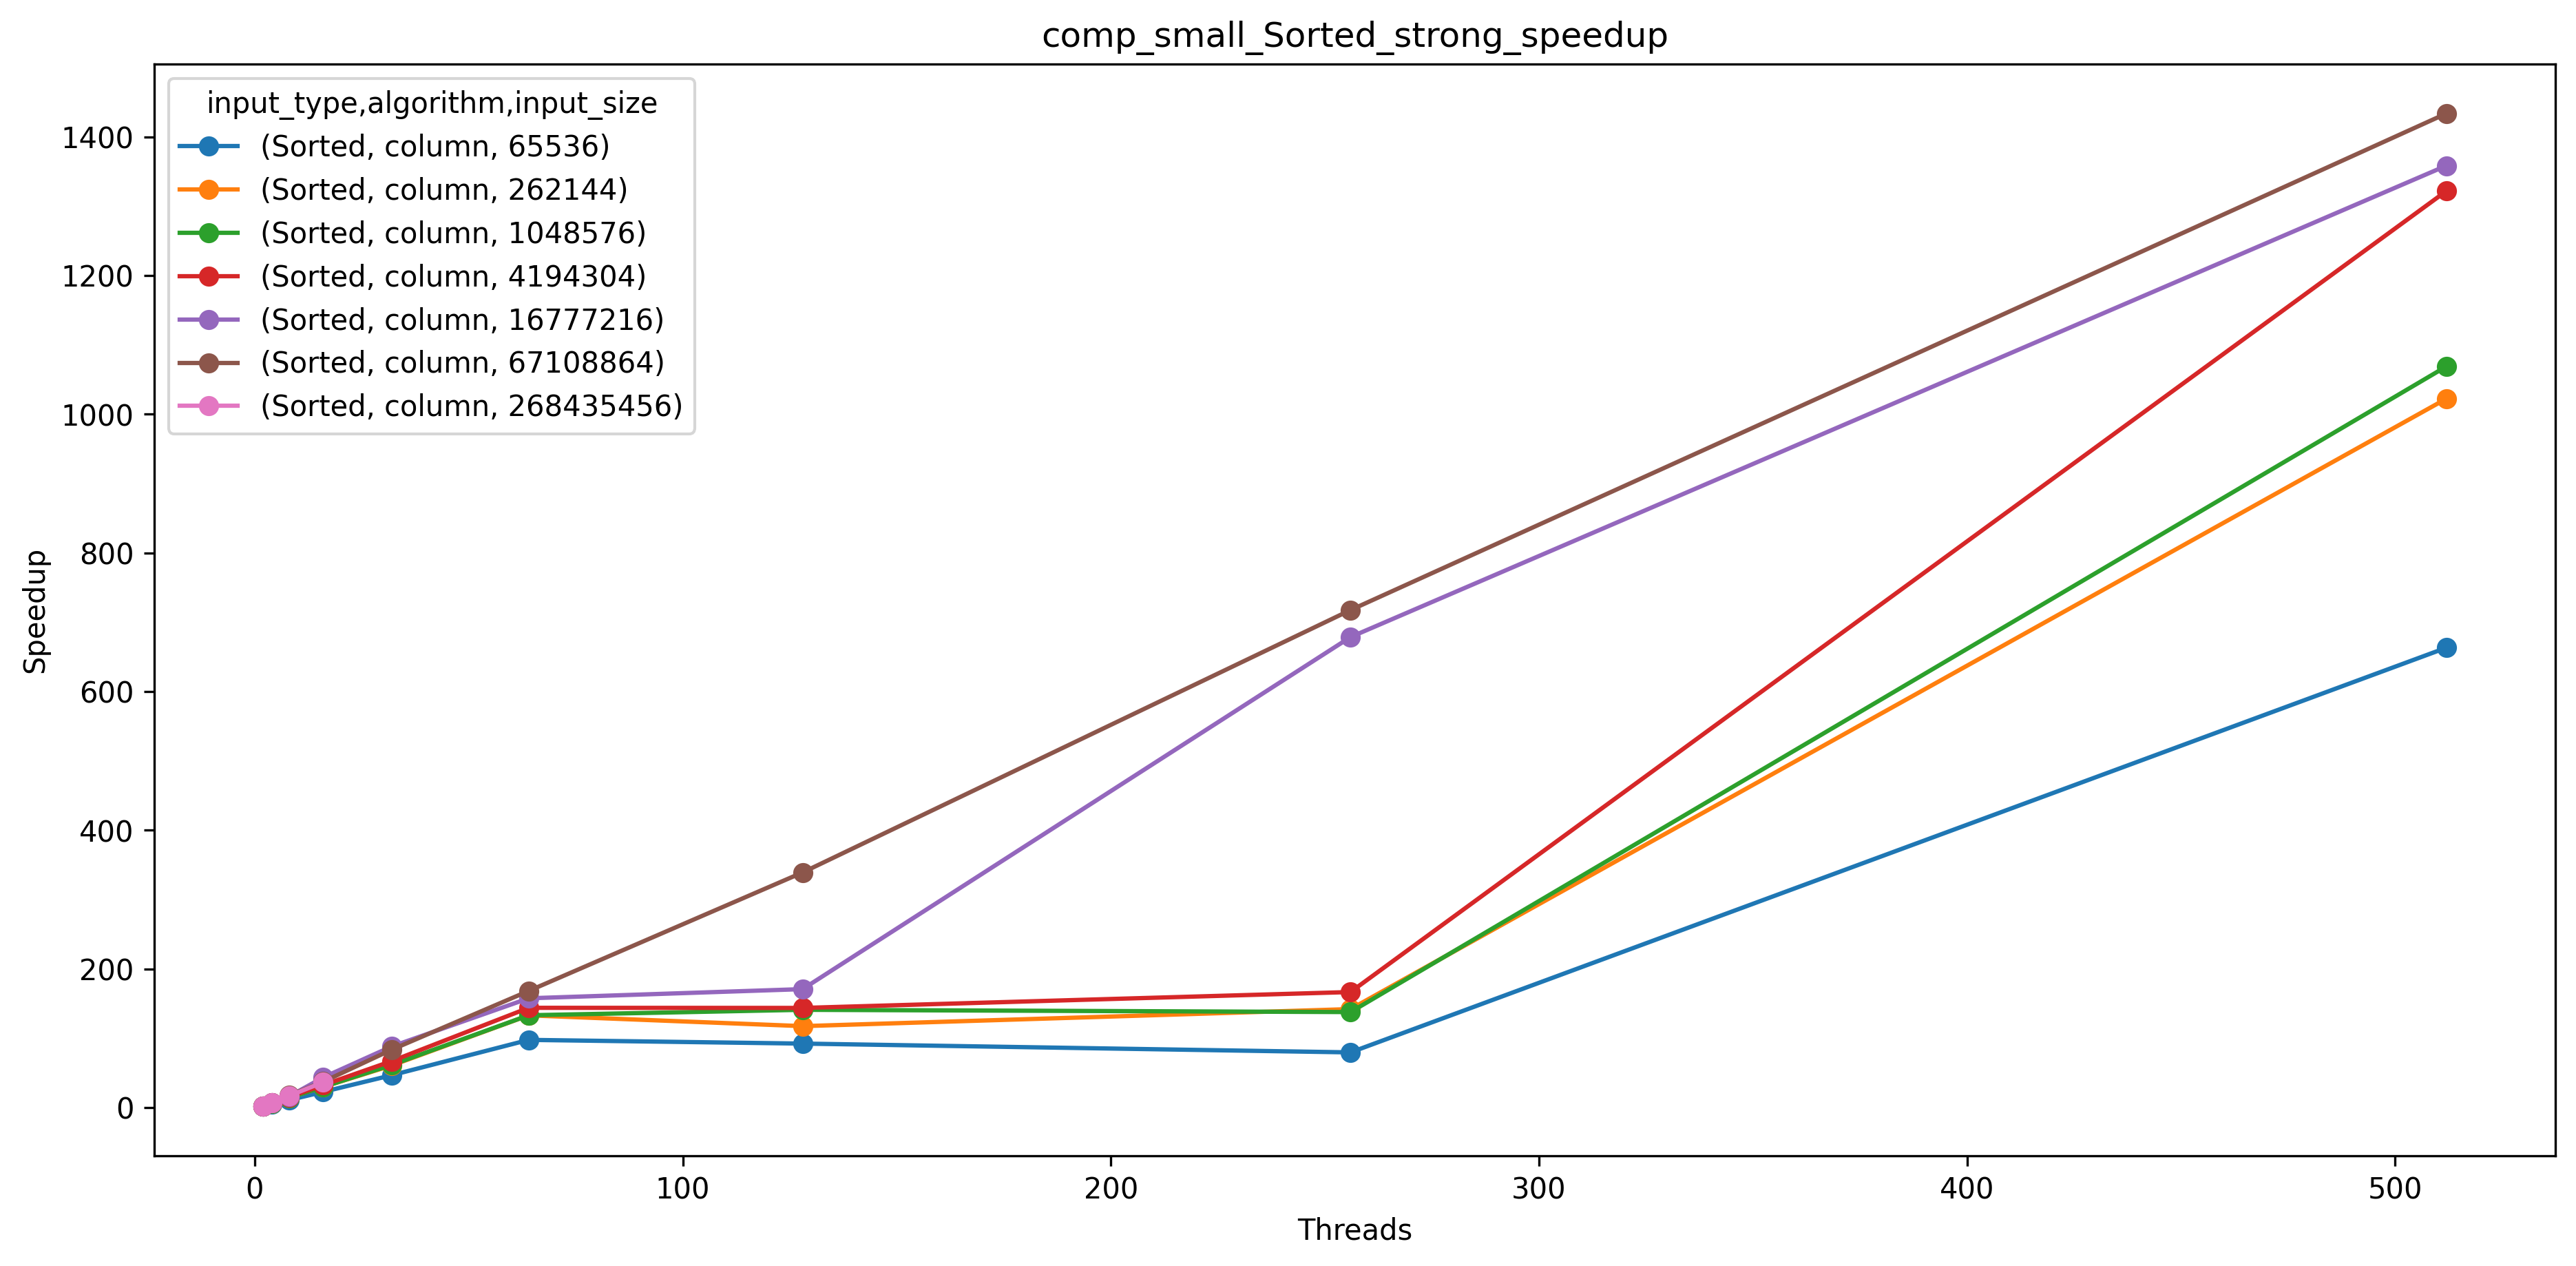 comp_small_Sorted_strong_speedup
input_type,algorithm,input_size
(Sorted, column, 65536)
(Sorted, column, 262144)
(Sorted, column, 1048576)
(Sorted, column, 4194304)
(Sorted, column, 16777216)
(Sorted, column, 67108864)
(Sorted, column, 268435456)
Speedup
1400
1200
1000
800
600
400
200
0
0 100 200 300 400 500
Threads